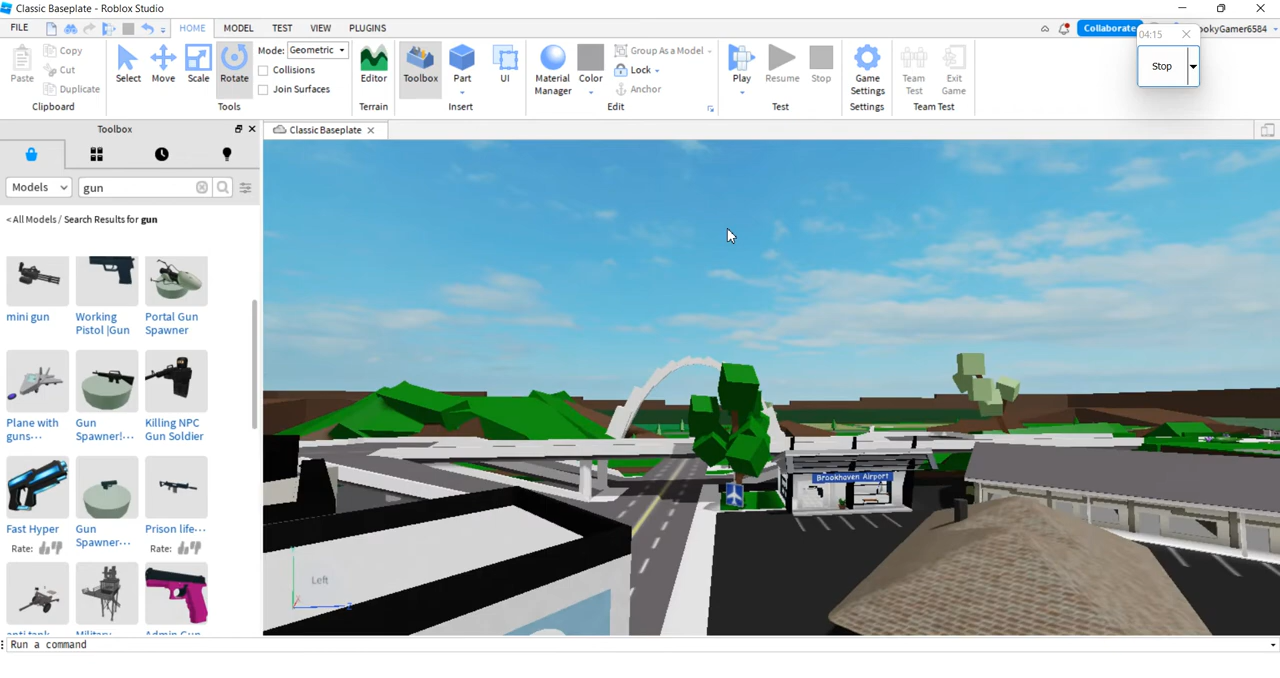 Classic Baseplate - Roblox Studio
FILE HOME MODEL TEST VIEW PLUGINS Collaborate ookyGamer6584
04:15
Stop
Paste Copy Cut Duplicate
Clipboard
Select Move Scale Rotate
Mode: Geometric
Collisions
Join Surfaces
Tools
Editor
Terrain
Toolbox Part UI
Insert
Material Manager Color Group As Model Lock Anchor
Edit
Play Resume Stop
Test
Game Settings
Settings
Team Test Exit Game
Team Test
Toolbox
Classic Baseplate
Models gun
< All Models / Search Results for gun
mini gun
Working Pistol |Gun
Portal Gun Spawner
Plane with guns...
Gun Spawner!...
Killing NPC Gun Soldier
Fast Hyper
Rate:
Gun Spawner...
Prison life...
Rate:
anti tank
Military
Admin Gun
Brookhaven Airport
Left
Run a command